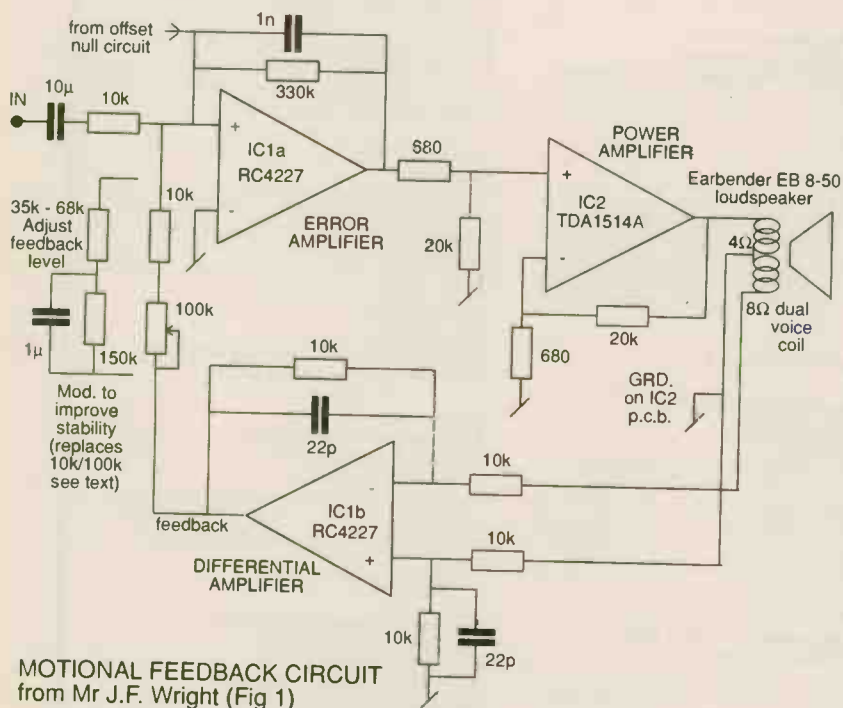 from offset
null circuit
1n
330k
IN
10µ
10k
+
-
IC1a
RC4227
ERROR
AMPLIFIER
680
20k
POWER
AMPLIFIER
+
-
IC2
TDA1514A
Earbender EB 8-50
loudspeaker
4Ω
8Ω dual
voice
coil
20k
680
GRD.
on IC2
p.c.b.
35k - 68k
Adjust
feedback
level
10k
100k
1µ
150k
Mod. to
improve
stability
(replaces
10k/100k
see text)
10k
22p
feedback
IC1b
RC4227
-
+
DIFFERENTIAL
AMPLIFIER
10k
10k
10k
22p
MOTIONAL FEEDBACK CIRCUIT
from Mr J.F. Wright (Fig 1)